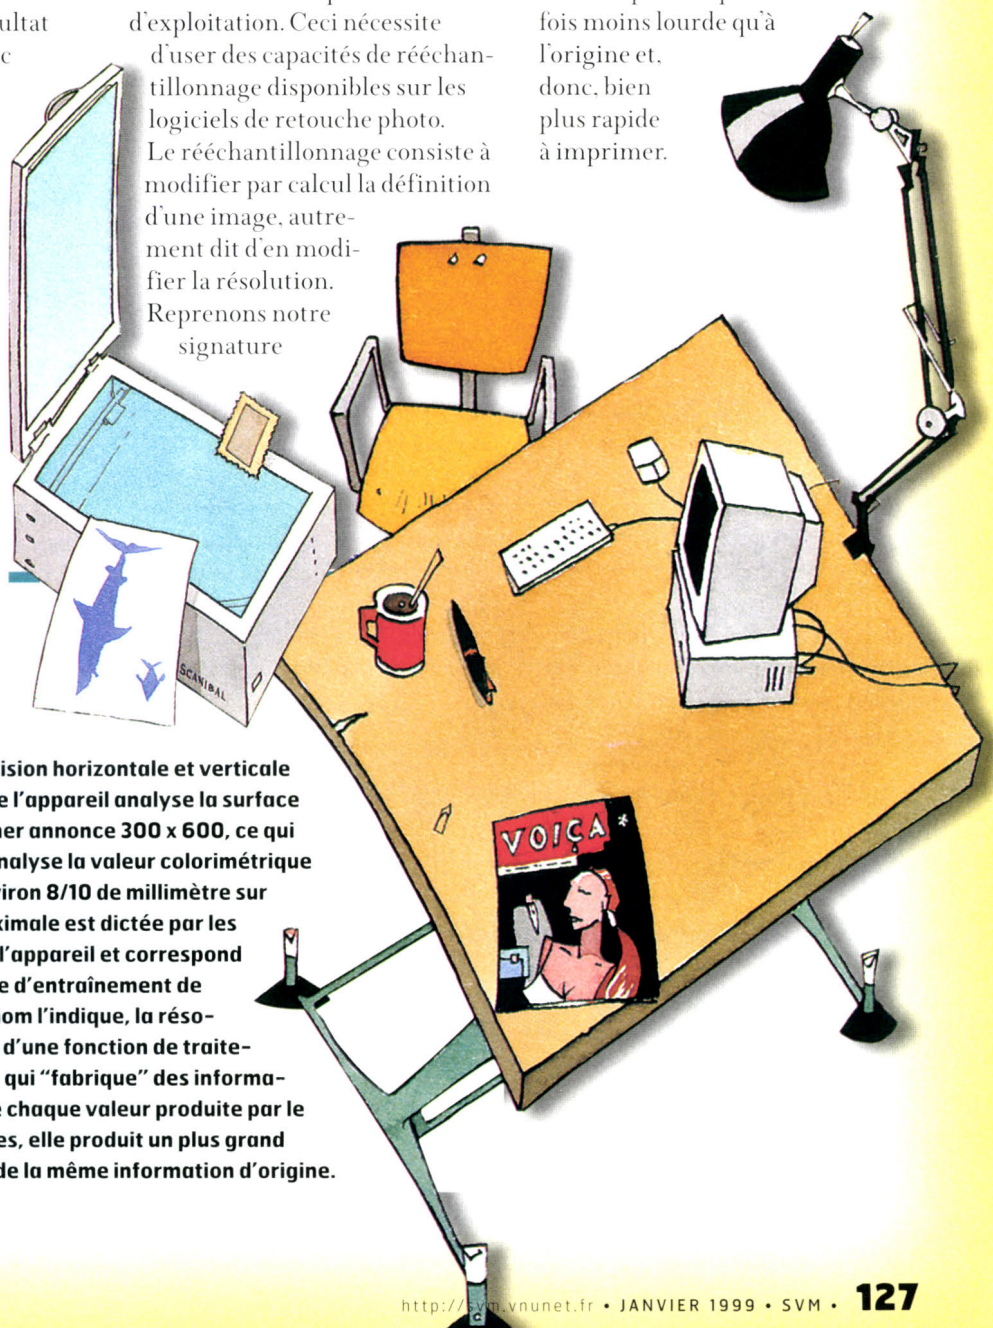 ultat
c
d'exploitation. Ceci nécessite
d'user des capacités de rééchan-
tillonnage disponibles sur les
logiciels de retouche photo.
Le rééchantillonnage consiste à
modifier par calcul la définition
d'une image, autre-
ment dit d'en modi-
fier la résolution.
Reprenons notre
signature
fois moins lourde qu'à
l'origine et,
donc, bien
plus rapide
à imprimer.
SCANIBAL
VOIÇA *
ision horizontale et verticale
e l'appareil analyse la surface
ner annonce 300 x 600, ce qui
nalyse la valeur colorimétrique
viron 8/10 de millimètre sur
ximale est dictée par les
l'appareil et correspond
e d'entraînement de
nom l'indique, la réso-
d'une fonction de traite-
qui "fabrique" des informa-
e chaque valeur produite par le
es, elle produit un plus grand
de la même information d'origine.
http://svm.vnunet.fr • JANVIER 1999 • SVM • 127